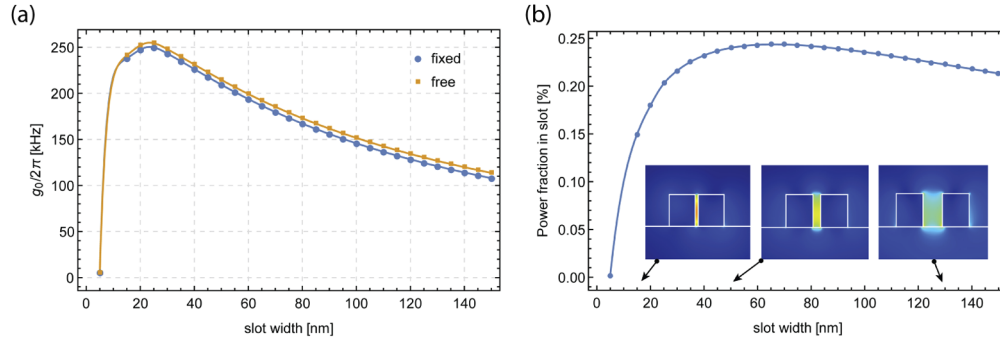 (a)
g₀/2π [kHz]
250
200
150
100
50
0
fixed
free
0 20 40 60 80 100 120 140
slot width [nm]
(b)
Power fraction in slot [%]
0.25
0.20
0.15
0.10
0.05
0.00
0 20 40 60 80 100 120 140
slot width [nm]